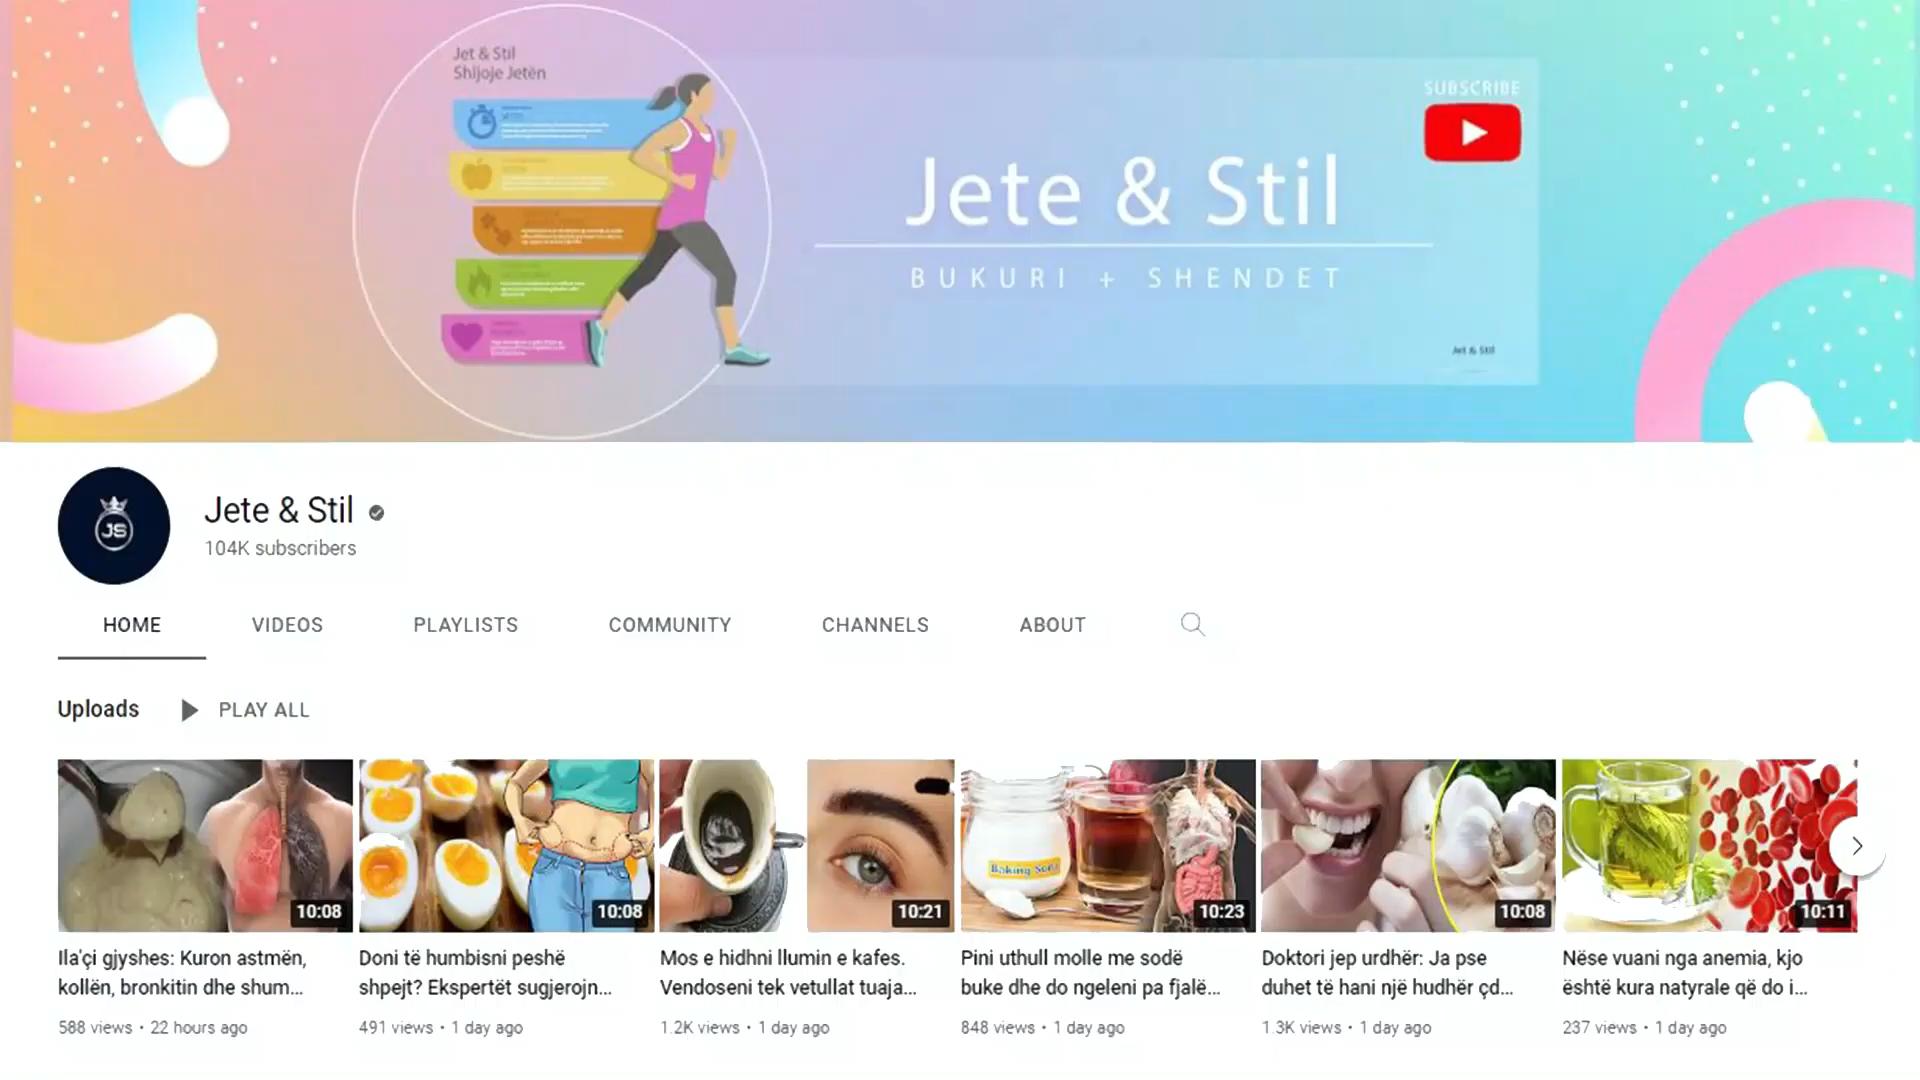 Jet & Stil
Shijoje Jetën
SUBSCRIBE
Jete & Stil
BUKURI + SHENDET
Jet & Stil
JS
Jete & Stil
104K subscribers
HOME VIDEOS PLAYLISTS COMMUNITY CHANNELS ABOUT
Uploads PLAY ALL
Baking Soda
10:08
10:08
10:21
10:23
10:08
10:11
Ila'çi gjyshes: Kuron astmën,
kollën, bronkitin dhe shum...
588 views • 22 hours ago
Doni të humbisni peshë
shpejt? Ekspertët sugjerojn...
491 views • 1 day ago
Mos e hidhni llumin e kafes.
Vendoseni tek vetullat tuaja...
1.2K views • 1 day ago
Pini uthull molle me sodë
buke dhe do ngeleni pa fjalë...
848 views • 1 day ago
Doktori jep urdhër: Ja pse
duhet të hani një hudhër çd...
1.3K views • 1 day ago
Nëse vuani nga anemia, kjo
është kura natyrale që do i...
237 views • 1 day ago